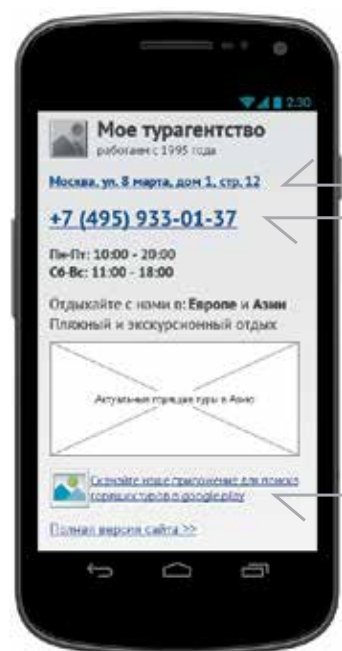 2:30
Мое турагентство
работаем с 1995 года
Москва, ул. 8 марта, дом 1, стр. 12
+7 (495) 933-01-37
Пн-Пт: 10:00 - 20:00
Сб-Вс: 11:00 - 18:00
Отдыхайте с нами в: Европе и Азии
Пляжный и экскурсионный отдых
Актуальные горящие туры в Азию
Скачайте наше приложение для поиска
горящих туров в google.play
Полная версия сайта >>